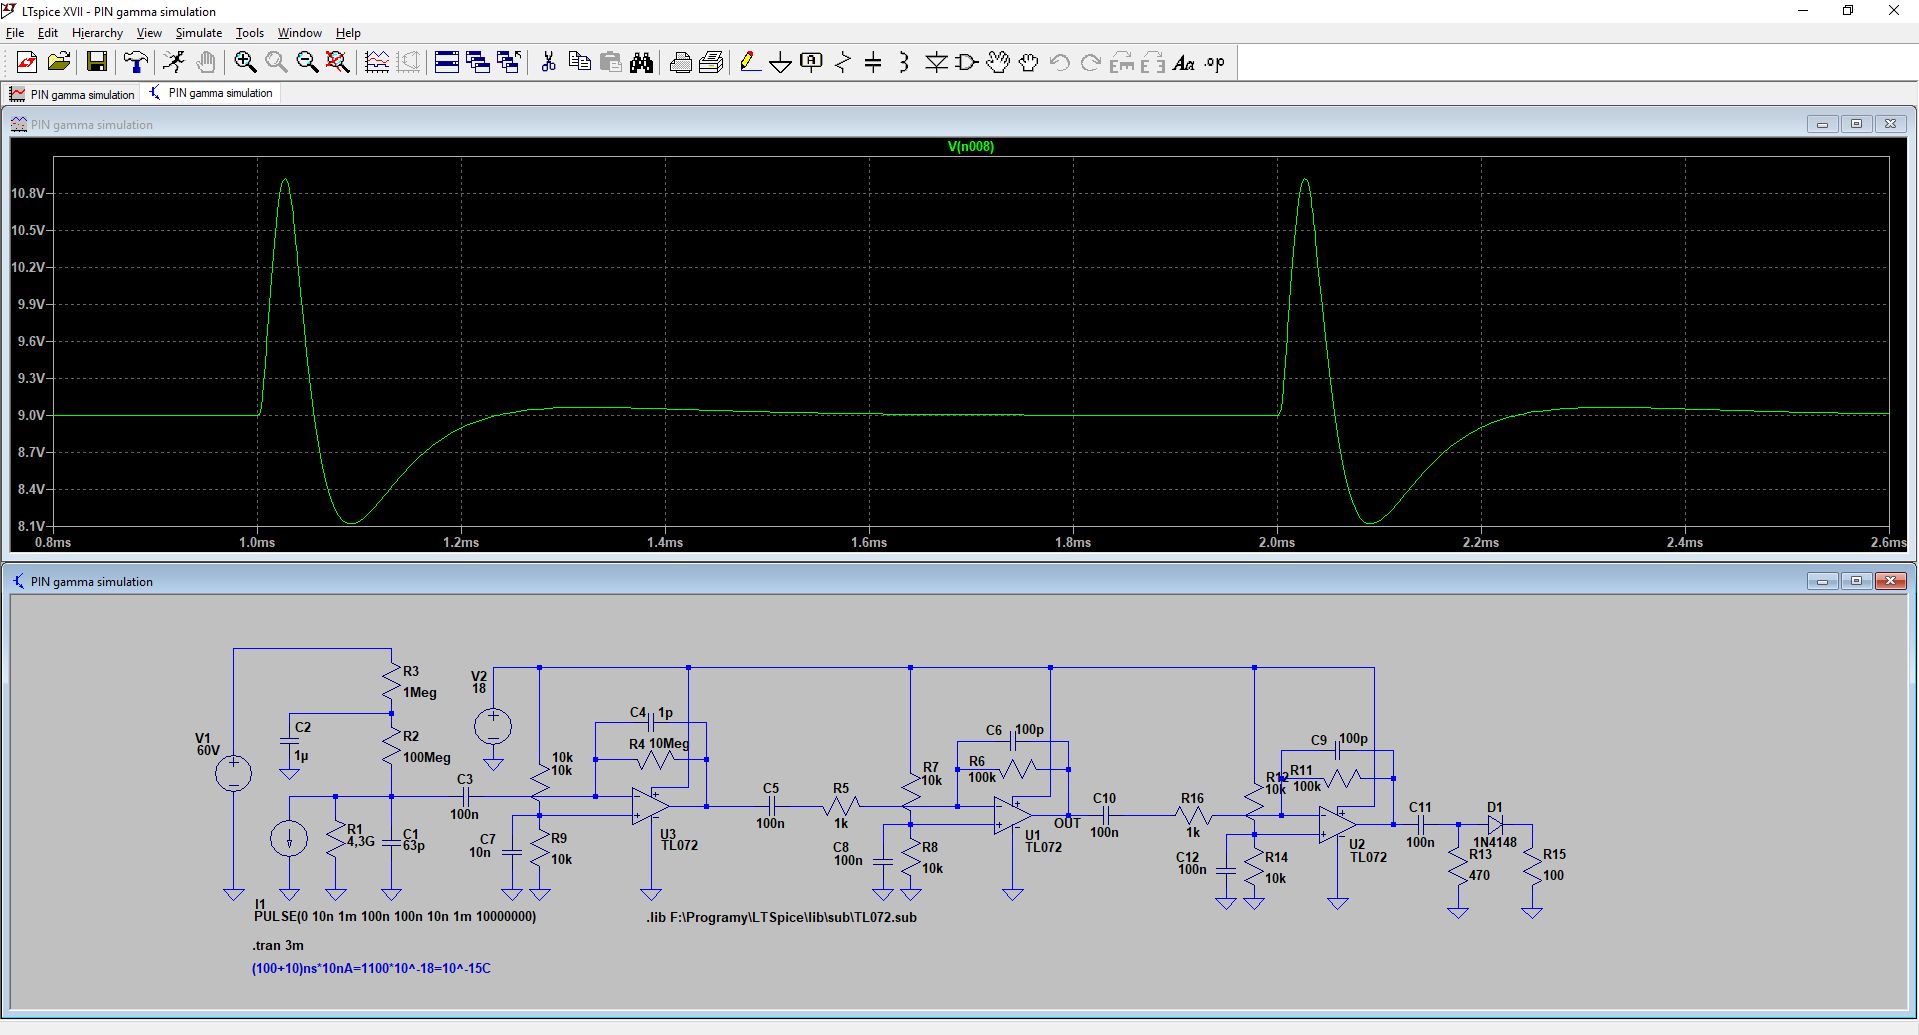 LTspice XVII - PIN gamma simulation
File Edit Hierarchy View Simulate Tools Window Help
PIN gamma simulation PIN gamma simulation
PIN gamma simulation
V(n008)
10.8V
10.5V
10.2V
9.9V
9.6V
9.3V
9.0V
8.7V
8.4V
8.1V
0.8ms 1.0ms 1.2ms 1.4ms 1.6ms 1.8ms 2.0ms 2.2ms 2.4ms 2.6ms
PIN gamma simulation
V1
60V
C2
1µ
R3
1Meg
R2
100Meg
R1
4,3G
C1
63p
I1
PULSE(0 10n 1m 100n 100n 10n 1m 10000000)
.tran 3m
(100+10)ns*10nA=1100*10^-18=10^-15C
V2
18
C3
100n
10k
10k
C7
10n
R9
10k
C4 1p
R4 10Meg
U3
TL072
.lib F:\Programy\LTSpice\lib\sub\TL072.sub
C5
100n
R5
1k
R7
10k
C8
100n
R8
10k
C6 100p
R6
100k
U1
TL072
OUT
C10
100n
R16
1k
R12
10k
C12
100n
R14
10k
C9 100p
R11
100k
U2
TL072
C11
100n
D1
1N4148
R13
470
R15
100